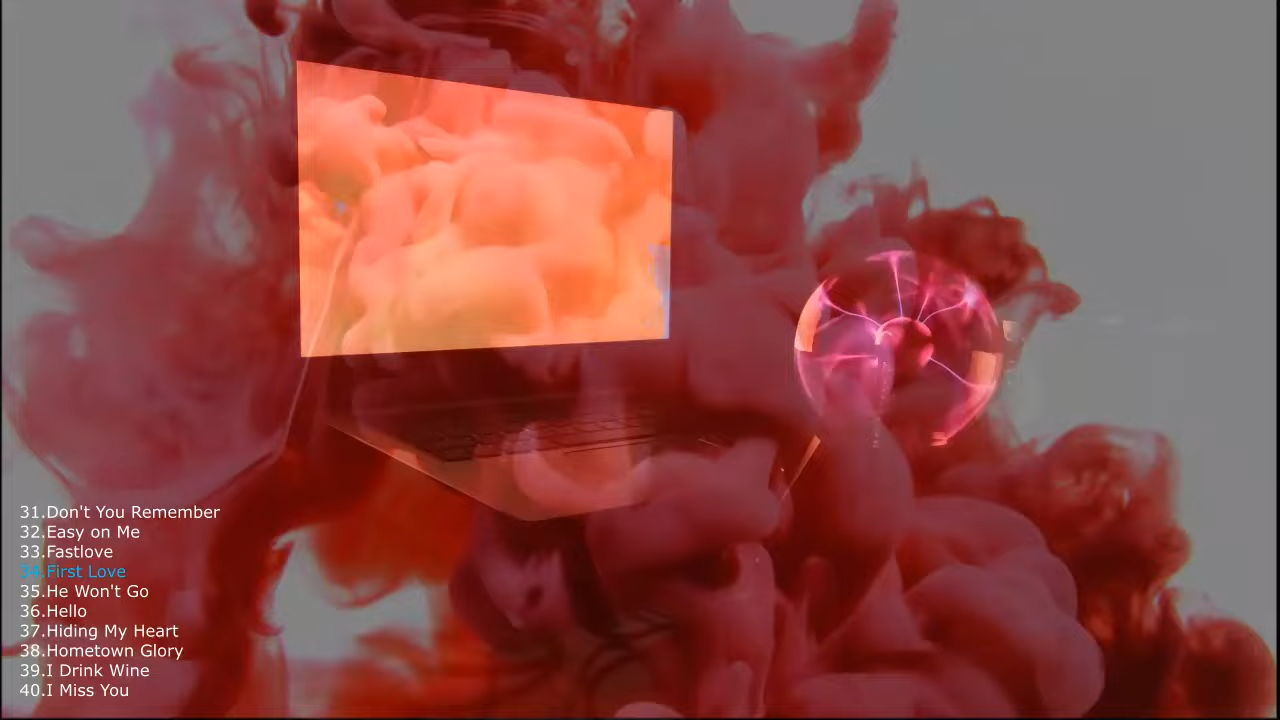 31.Don't You Remember
32.Easy on Me
33.Fastlove
34.First Love
35.He Won't Go
36.Hello
37.Hiding My Heart
38.Hometown Glory
39.I Drink Wine
40.I Miss You